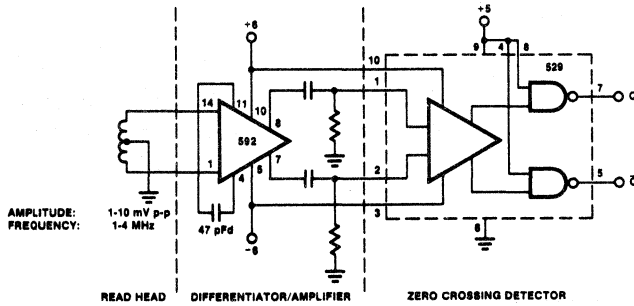 +6
+5
10
9
4
8
529
1
14
11
10
8
7
Q
592
1
7
4
5
2
5
Q̅
3
8
47 pFd
-6
AMPLITUDE: 1-10 mV p-p
FREQUENCY: 1-4 MHz
READ HEAD
DIFFERENTIATOR/AMPLIFIER
ZERO CROSSING DETECTOR